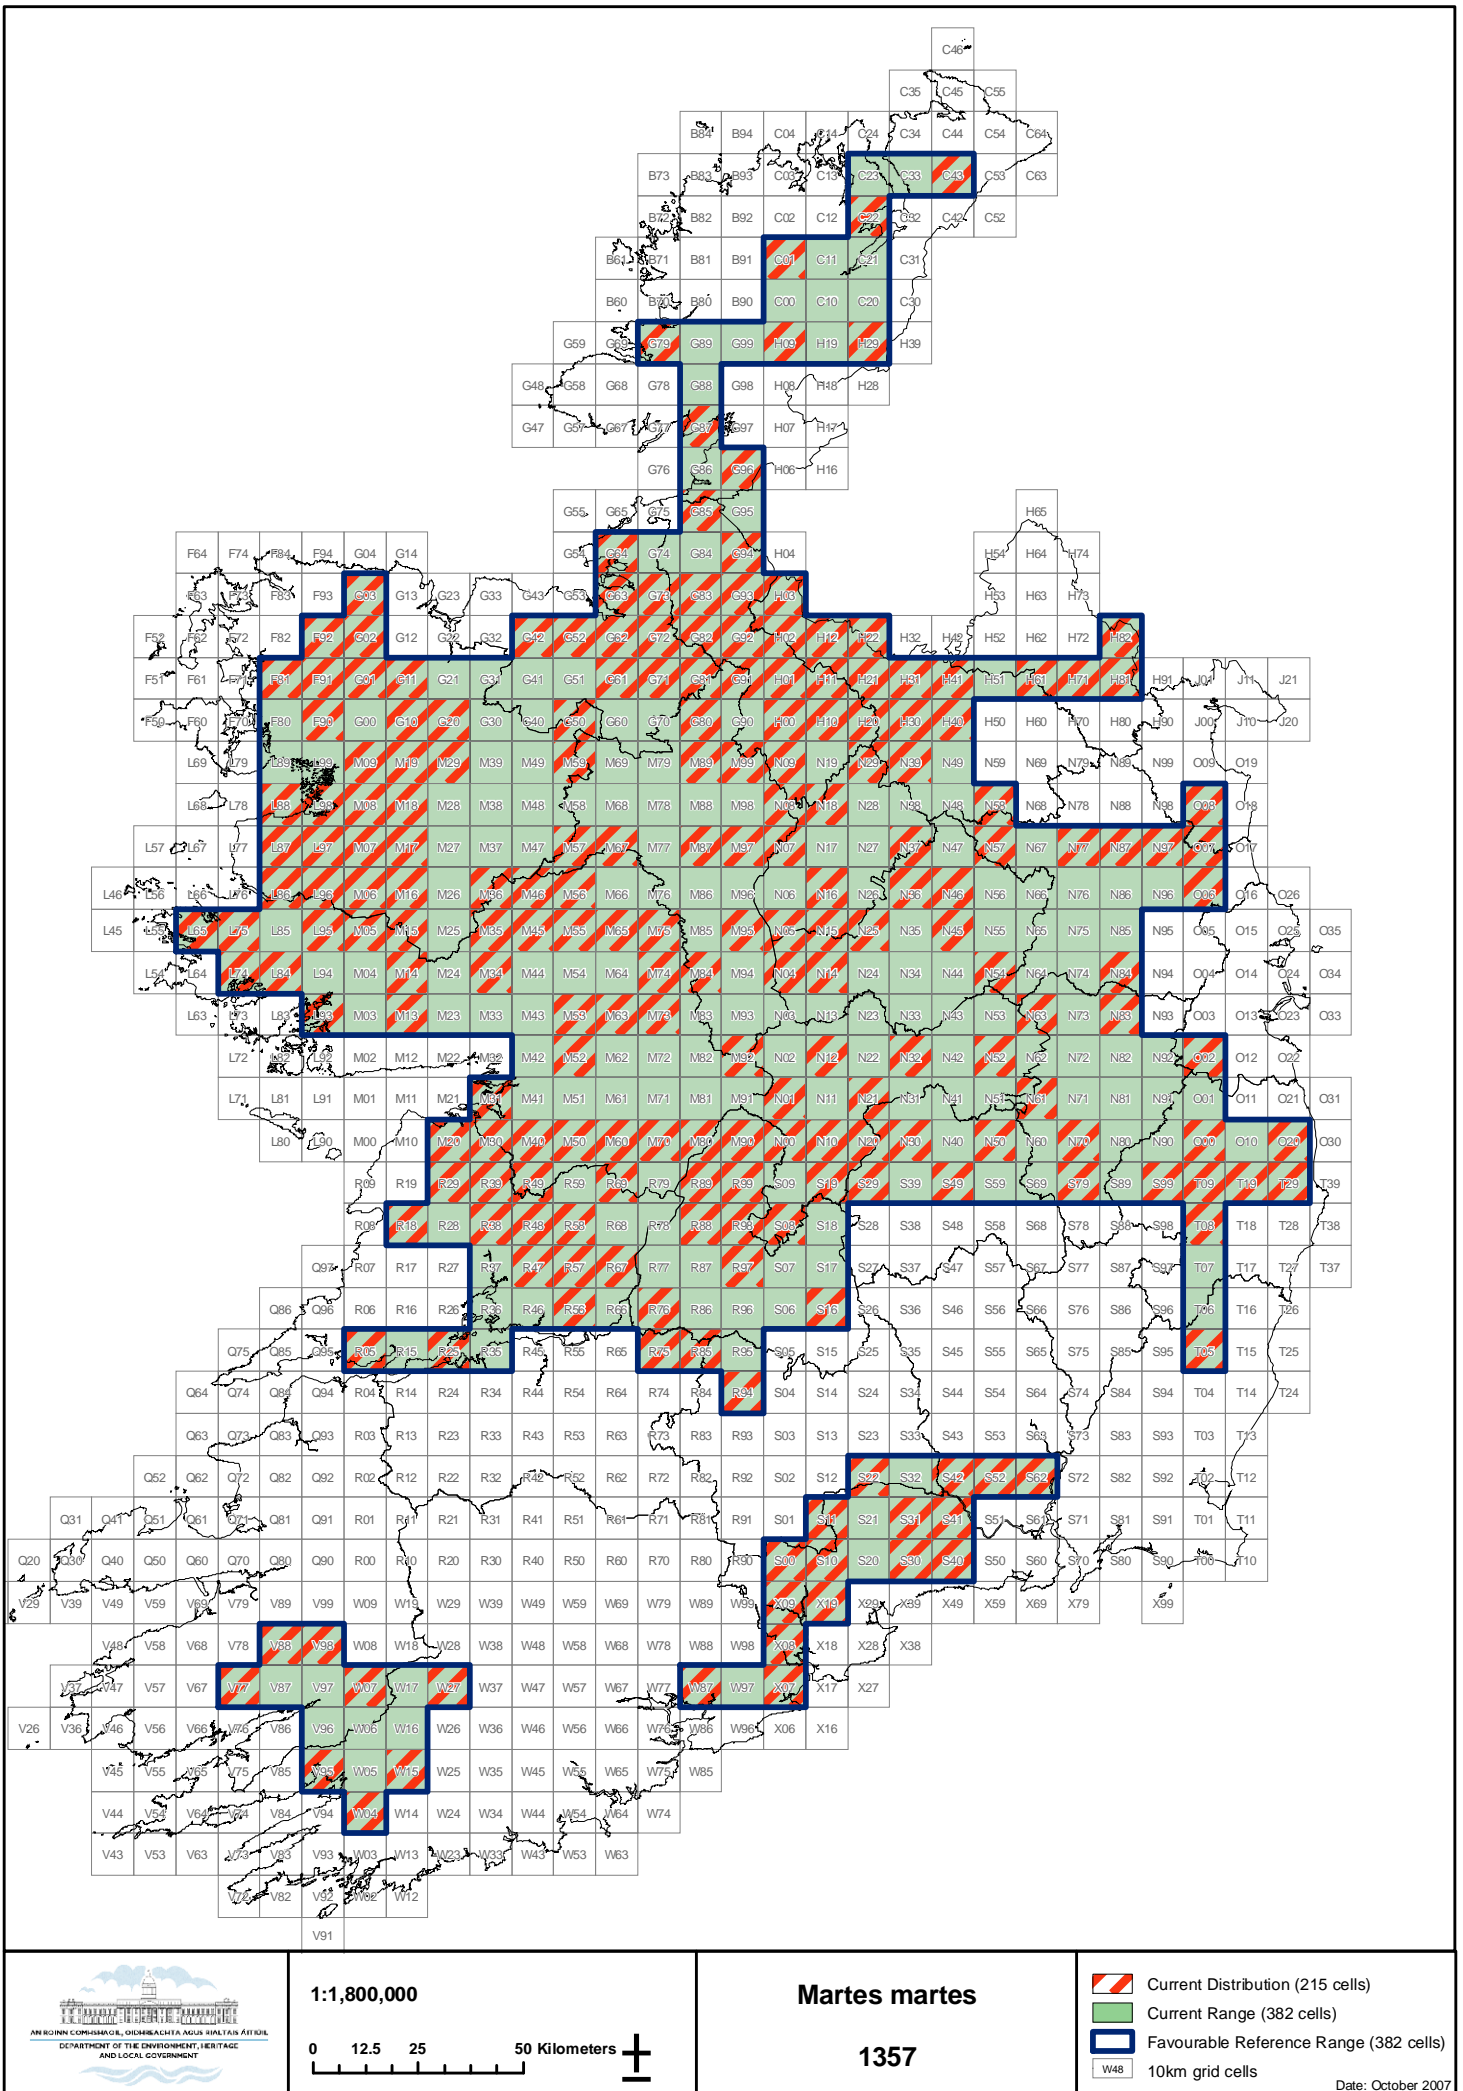 C46
C35 C45 C55
B84 B94 C04 C14 C24 C34 C44 C54 C64
B73 B83 B93 C03 C13 C23 C33 C43 C53 C63
B72 B82 B92 C02 C12 C22 C32 C42 C52
B61 B71 B81 B91 C01 C11 C21 C31
B60 B70 B80 B90 C00 C10 C20 C30
G59 G69 G79 G89 G99 H09 H19 H29 H39
G48 G58 G68 G78 G88 G98 H08 H18 H28
G47 G57 G67 G77 G87 G97 H07 H17
G76 G86 G96 H06 H16
G55 G65 G75 G85 G95 H65
F64 F74 F84 F94 G04 G14 G54 G64 G74 G84 G94 H04 H54 H64 H74
F63 F73 F83 F93 G03 G13 G23 G33 G43 G53 G63 G73 G83 G93 H03 H53 H63 H73
F52 F62 F72 F82 F92 G02 G12 G22 G32 G42 G52 G62 G72 G82 G92 H02 H12 H22 H32 H42 H52 H62 H72 H82
F51 F61 F71 F81 F91 G01 G11 G21 G31 G41 G51 G61 G71 G81 G91 H01 H11 H21 H31 H41 H51 H61 H71 H81 H91 J01 J11 J21
F59 F60 F70 F80 F90 G00 G10 G20 G30 G40 G50 G60 G70 G80 G90 H00 H10 H20 H30 H40 H50 H60 H70 H80 H90 J00 J10 J20
L69 L79 L89 L99 M09 M19 M29 M39 M49 M59 M69 M79 M89 M99 N09 N19 N29 N39 N49 N59 N69 N79 N89 N99 O09 O19
L68 L78 L88 L98 M08 M18 M28 M38 M48 M58 M68 M78 M88 M98 N08 N18 N28 N38 N48 N58 N68 N78 N88 N98 O08 O18
L57 L67 L77 L87 L97 M07 M17 M27 M37 M47 M57 M67 M77 M87 M97 N07 N17 N27 N37 N47 N57 N67 N77 N87 N97 O07 O17
L46 L56 L66 L76 L86 L96 M06 M16 M26 M36 M46 M56 M66 M76 M86 M96 N06 N16 N26 N36 N46 N56 N66 N76 N86 N96 O06 O16 O26
L45 L55 L65 L75 L85 L95 M05 M15 M25 M35 M45 M55 M65 M75 M85 M95 N05 N15 N25 N35 N45 N55 N65 N75 N85 N95 O05 O15 O25 O35
L54 L64 L74 L84 L94 M04 M14 M24 M34 M44 M54 M64 M74 M84 M94 N04 N14 N24 N34 N44 N54 N64 N74 N84 N94 O04 O14 O24 O34
L63 L73 L83 L93 M03 M13 M23 M33 M43 M53 M63 M73 M83 M93 N03 N13 N23 N33 N43 N53 N63 N73 N83 N93 O03 O13 O23 O33
L72 L82 L92 M02 M12 M22 M32 M42 M52 M62 M72 M82 M92 N02 N12 N22 N32 N42 N52 N62 N72 N82 N92 O02 O12 O22
L71 L81 L91 M01 M11 M21 M31 M41 M51 M61 M71 M81 M91 N01 N11 N21 N31 N41 N51 N61 N71 N81 N91 O01 O11 O21 O31
L80 L90 M00 M10 M20 M30 M40 M50 M60 M70 M80 M90 N00 N10 N20 N30 N40 N50 N60 N70 N80 N90 O00 O10 O20 O30
R09 R19 R29 R39 R49 R59 R69 R79 R89 R99 S09 S19 S29 S39 S49 S59 S69 S79 S89 S99 T09 T19 T29 T39
R08 R18 R28 R38 R48 R58 R68 R78 R88 R98 S08 S18 S28 S38 S48 S58 S68 S78 S88 S98 T08 T18 T28 T38
Q97 R07 R17 R27 R37 R47 R57 R67 R77 R87 R97 S07 S17 S27 S37 S47 S57 S67 S77 S87 S97 T07 T17 T27 T37
Q86 Q96 R06 R16 R26 R36 R46 R56 R66 R76 R86 R96 S06 S16 S26 S36 S46 S56 S66 S76 S86 S96 T06 T16 T26
Q75 Q85 Q95 R05 R15 R25 R35 R45 R55 R65 R75 R85 R95 S05 S15 S25 S35 S45 S55 S65 S75 S85 S95 T05 T15 T25
Q64 Q74 Q84 Q94 R04 R14 R24 R34 R44 R54 R64 R74 R84 R94 S04 S14 S24 S34 S44 S54 S64 S74 S84 S94 T04 T14 T24
Q63 Q73 Q83 Q93 R03 R13 R23 R33 R43 R53 R63 R73 R83 R93 S03 S13 S23 S33 S43 S53 S63 S73 S83 S93 T03 T13
Q52 Q62 Q72 Q82 Q92 R02 R12 R22 R32 R42 R52 R62 R72 R82 R92 S02 S12 S22 S32 S42 S52 S62 S72 S82 S92 T02 T12
Q31 Q41 Q51 Q61 Q71 Q81 Q91 R01 R11 R21 R31 R41 R51 R61 R71 R81 R91 S01 S11 S21 S31 S41 S51 S61 S71 S81 S91 T01 T11
Q20 Q30 Q40 Q50 Q60 Q70 Q80 Q90 R00 R10 R20 R30 R40 R50 R60 R70 R80 R90 S00 S10 S20 S30 S40 S50 S60 S70 S80 S90 T00 T10
V29 V39 V49 V59 V69 V79 V89 V99 W09 W19 W29 W39 W49 W59 W69 W79 W89 W99 X09 X19 X29 X39 X49 X59 X69 X79 X99
V48 V58 V68 V78 V88 V98 W08 W18 W28 W38 W48 W58 W68 W78 W88 W98 X08 X18 X28 X38
V37 V47 V57 V67 V77 V87 V97 W07 W17 W27 W37 W47 W57 W67 W77 W87 W97 X07 X17 X27
V26 V36 V46 V56 V66 V76 V86 V96 W06 W16 W26 W36 W46 W56 W66 W76 W86 W96 X06 X16
V45 V55 V65 V75 V85 V95 W05 W15 W25 W35 W45 W55 W65 W75 W85
V44 V54 V64 V74 V84 V94 W04 W14 W24 W34 W44 W54 W64 W74
V43 V53 V63 V73 V83 V93 W03 W13 W23 W33 W43 W53 W63
V72 V82 V92 W02 W12
V91
AN ROINN COMHSHAOIL, OIDHREACHTA AGUS RIALTAIS ÁITIÚIL
DEPARTMENT OF THE ENVIRONMENT, HERITAGE
AND LOCAL GOVERNMENT
1:1,800,000
0 12.5 25 50 Kilometers
Martes martes
1357
Current Distribution (215 cells)
Current Range (382 cells)
Favourable Reference Range (382 cells)
W48 10km grid cells
Date: October 2007